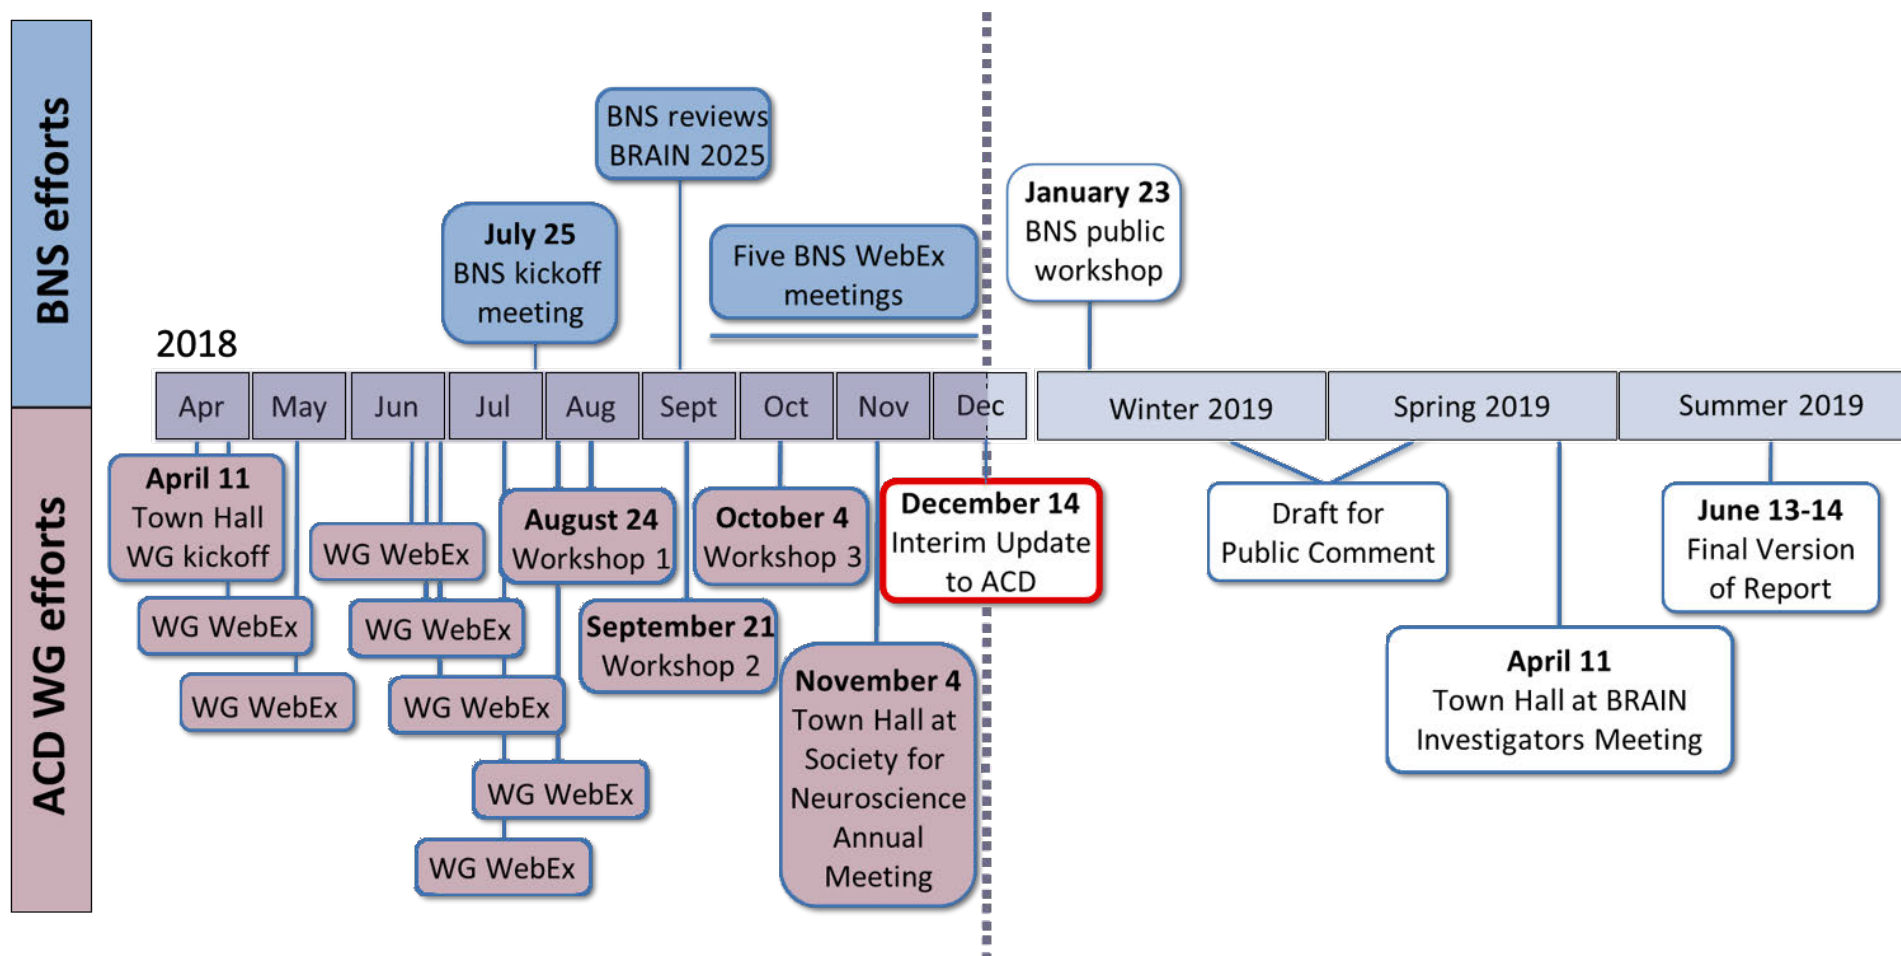 BNS efforts
ACD WG efforts
BNS reviews
BRAIN 2025
July 25
BNS kickoff
meeting
Five BNS WebEx
meetings
January 23
BNS public
workshop
2018
Apr
May
Jun
Jul
Aug
Sept
Oct
Nov
Dec
Winter 2019
Spring 2019
Summer 2019
April 11
Town Hall
WG kickoff
WG WebEx
WG WebEx
WG WebEx
WG WebEx
WG WebEx
WG WebEx
WG WebEx
August 24
Workshop 1
September 21
Workshop 2
October 4
Workshop 3
November 4
Town Hall at
Society for
Neuroscience
Annual
Meeting
December 14
Interim Update
to ACD
Draft for
Public Comment
April 11
Town Hall at BRAIN
Investigators Meeting
June 13-14
Final Version
of Report